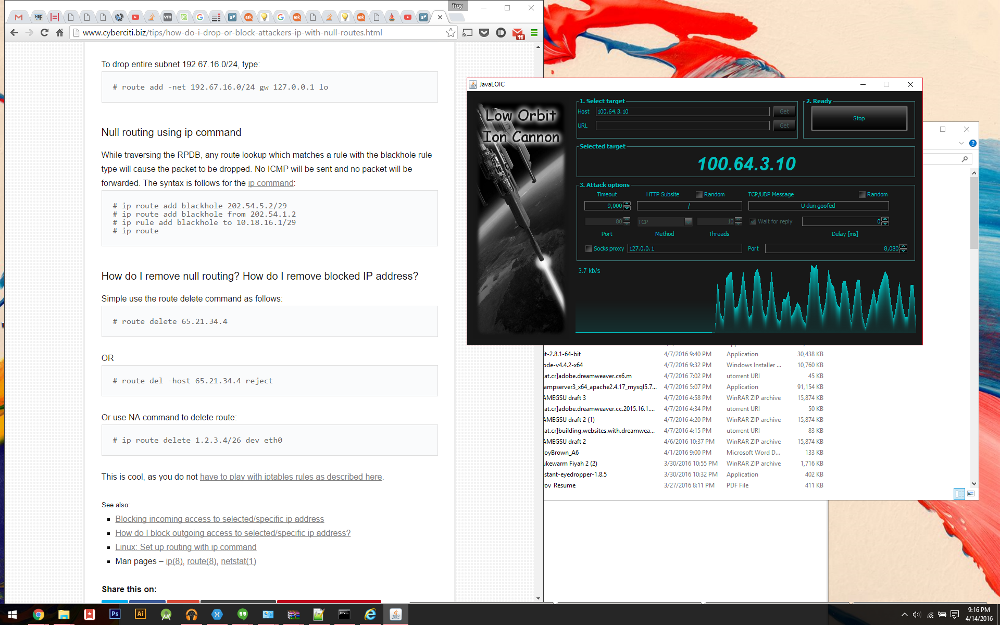 Troy
www.cyberciti.biz/tips/how-do-i-drop-or-block-attackers-ip-with-null-routes.html
11
To drop entire subnet 192.67.16.0/24, type:
# route add -net 192.67.16.0/24 gw 127.0.0.1 lo
Null routing using ip command
While traversing the RPDB, any route lookup which matches a rule with the blackhole rule
type will cause the packet to be dropped. No ICMP will be sent and no packet will be
forwarded. The syntax is follows for the ip command:
# ip route add blackhole 202.54.5.2/29
# ip route add blackhole from 202.54.1.2
# ip rule add blackhole to 10.18.16.1/29
# ip route
How do I remove null routing? How do I remove blocked IP address?
Simple use the route delete command as follows:
# route delete 65.21.34.4
OR
# route del -host 65.21.34.4 reject
Or use NA command to delete route:
# ip route delete 1.2.3.4/26 dev eth0
This is cool, as you do not have to play with iptables rules as described here.
See also:
Blocking incoming access to selected/specific ip address
How do I block outgoing access to selected/specific ip address?
Linux: Set up routing with ip command
Man pages – ip(8), route(8), netstat(1)
Share this on:
JavaLOIC
Low Orbit
Ion Cannon
1. Select target
Host 100.64.3.10 Get
URL Get
2. Ready
Stop
Selected target
100.64.3.10
3. Attack options
Timeout HTTP Subsite Random TCP/UDP Message Random
9,000 / U dun goofed
80 TCP 10 Wait for reply 0
Port Method Threads Delay [ms]
Socks proxy 127.0.0.1 Port 8,080
3.7 kb/s
it-2.8.1-64-bit 4/7/2016 9:40 PM Application 30,438 KB
ode-v4.4.2-x64 4/7/2016 9:32 PM Windows Installer ... 10,760 KB
cat.cr]adobe.dreamweaver.cs6.m 4/7/2016 7:02 PM utorrent URI 45 KB
ampserver3_x64_apache2.4.17_mysql5.7... 4/7/2016 5:07 PM Application 91,154 KB
AMEGSU draft 3 4/7/2016 4:58 PM WinRAR ZIP archive 15,874 KB
cat.cr]adobe.dreamweaver.cc.2015.16.1.... 4/7/2016 4:34 PM utorrent URI 50 KB
AMEGSU draft 2 (1) 4/7/2016 4:20 PM WinRAR ZIP archive 15,874 KB
cat.cr]building.websites.with.dreamwea... 4/7/2016 4:15 PM utorrent URI 83 KB
AMEGSU draft 2 4/6/2016 10:37 PM WinRAR ZIP archive 15,874 KB
royBrown_A6 4/1/2016 9:00 PM Microsoft Word D... 133 KB
ukewarm Fiyah 2 (2) 3/30/2016 10:55 PM WinRAR ZIP archive 1,716 KB
stant-eyedropper-1.8.5 3/30/2016 10:32 PM Application 402 KB
roy Resume 3/27/2016 8:11 PM PDF File 411 KB
Ps
Ai
9:16 PM
4/14/2016